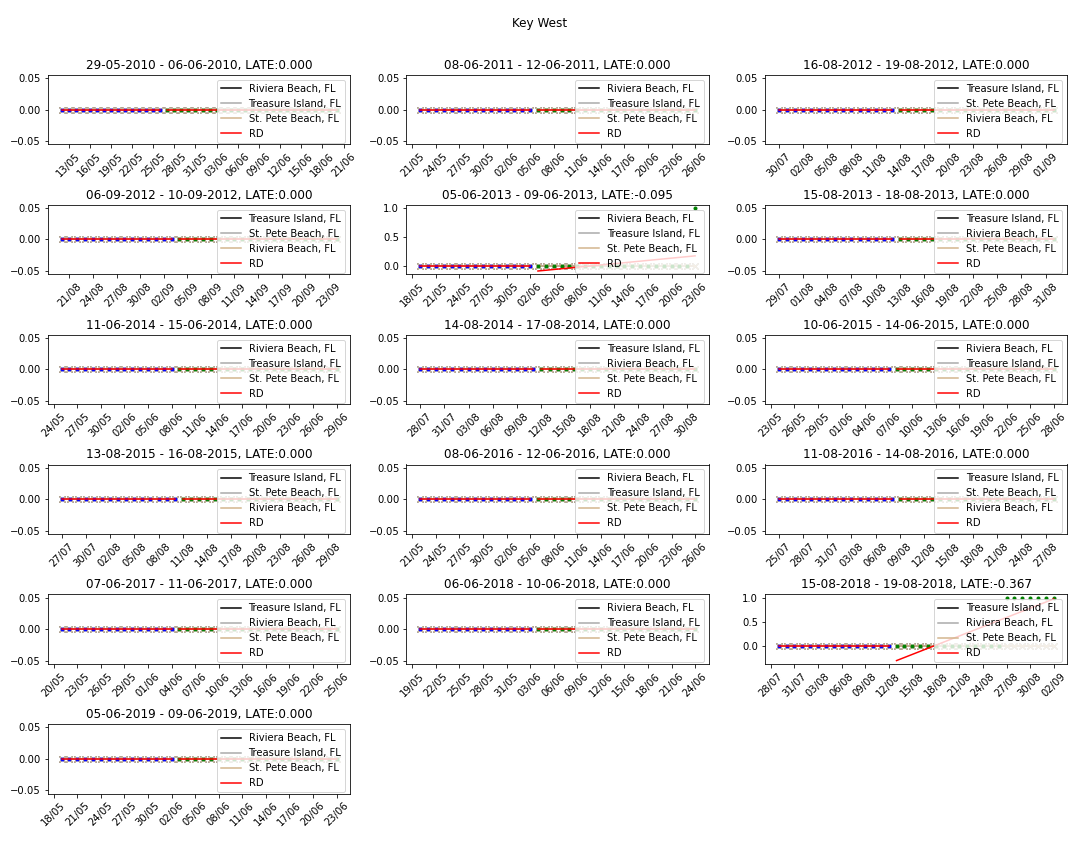 Key West
29-05-2010 - 06-06-2010, LATE:0.000
0.05
0.00
−0.05
Riviera Beach, FL
Treasure Island, FL
St. Pete Beach, FL
RD
13/05 16/05 19/05 22/05 25/05 28/05 31/05 03/06 06/06 09/06 12/06 15/06 18/06 21/06
08-06-2011 - 12-06-2011, LATE:0.000
0.05
0.00
−0.05
Riviera Beach, FL
Treasure Island, FL
St. Pete Beach, FL
RD
21/05 24/05 27/05 30/05 02/06 05/06 08/06 11/06 14/06 17/06 20/06 23/06 26/06
16-08-2012 - 19-08-2012, LATE:0.000
0.05
0.00
−0.05
Treasure Island, FL
St. Pete Beach, FL
Riviera Beach, FL
RD
30/07 02/08 05/08 08/08 11/08 14/08 17/08 20/08 23/08 26/08 29/08 01/09
06-09-2012 - 10-09-2012, LATE:0.000
0.05
0.00
−0.05
Treasure Island, FL
St. Pete Beach, FL
Riviera Beach, FL
RD
21/08 24/08 27/08 30/08 02/09 05/09 08/09 11/09 14/09 17/09 20/09 23/09
05-06-2013 - 09-06-2013, LATE:-0.095
1.0
0.5
0.0
Riviera Beach, FL
Treasure Island, FL
St. Pete Beach, FL
RD
18/05 21/05 24/05 27/05 30/05 02/06 05/06 08/06 11/06 14/06 17/06 20/06 23/06
15-08-2013 - 18-08-2013, LATE:0.000
0.05
0.00
−0.05
Treasure Island, FL
St. Pete Beach, FL
Riviera Beach, FL
RD
29/07 01/08 04/08 07/08 10/08 13/08 16/08 19/08 22/08 25/08 28/08 31/08
11-06-2014 - 15-06-2014, LATE:0.000
0.05
0.00
−0.05
Riviera Beach, FL
Treasure Island, FL
St. Pete Beach, FL
RD
24/05 27/05 30/05 02/06 05/06 08/06 11/06 14/06 17/06 20/06 23/06 26/06 29/06
14-08-2014 - 17-08-2014, LATE:0.000
0.05
0.00
−0.05
Treasure Island, FL
Riviera Beach, FL
St. Pete Beach, FL
RD
28/07 31/07 03/08 06/08 09/08 12/08 15/08 18/08 21/08 24/08 27/08 30/08
10-06-2015 - 14-06-2015, LATE:0.000
0.05
0.00
−0.05
Riviera Beach, FL
Treasure Island, FL
St. Pete Beach, FL
RD
23/05 26/05 29/05 01/06 04/06 07/06 10/06 13/06 16/06 19/06 22/06 25/06 28/06
13-08-2015 - 16-08-2015, LATE:0.000
0.05
0.00
−0.05
Treasure Island, FL
St. Pete Beach, FL
Riviera Beach, FL
RD
27/07 30/07 02/08 05/08 08/08 11/08 14/08 17/08 20/08 23/08 26/08 29/08
08-06-2016 - 12-06-2016, LATE:0.000
0.05
0.00
−0.05
Riviera Beach, FL
Treasure Island, FL
St. Pete Beach, FL
RD
21/05 24/05 27/05 30/05 02/06 05/06 08/06 11/06 14/06 17/06 20/06 23/06 26/06
11-08-2016 - 14-08-2016, LATE:0.000
0.05
0.00
−0.05
Treasure Island, FL
Riviera Beach, FL
St. Pete Beach, FL
RD
25/07 28/07 31/07 03/08 06/08 09/08 12/08 15/08 18/08 21/08 24/08 27/08
07-06-2017 - 11-06-2017, LATE:0.000
0.05
0.00
−0.05
Treasure Island, FL
Riviera Beach, FL
St. Pete Beach, FL
RD
20/05 23/05 26/05 29/05 01/06 04/06 07/06 10/06 13/06 16/06 19/06 22/06 25/06
06-06-2018 - 10-06-2018, LATE:0.000
0.05
0.00
−0.05
Riviera Beach, FL
Treasure Island, FL
St. Pete Beach, FL
RD
19/05 22/05 25/05 28/05 31/05 03/06 06/06 09/06 12/06 15/06 18/06 21/06 24/06
15-08-2018 - 19-08-2018, LATE:-0.367
1.0
0.5
0.0
Treasure Island, FL
Riviera Beach, FL
St. Pete Beach, FL
RD
28/07 31/07 03/08 06/08 09/08 12/08 15/08 18/08 21/08 24/08 27/08 30/08 02/09
05-06-2019 - 09-06-2019, LATE:0.000
0.05
0.00
−0.05
Riviera Beach, FL
Treasure Island, FL
St. Pete Beach, FL
RD
18/05 21/05 24/05 27/05 30/05 02/06 05/06 08/06 11/06 14/06 17/06 20/06 23/06